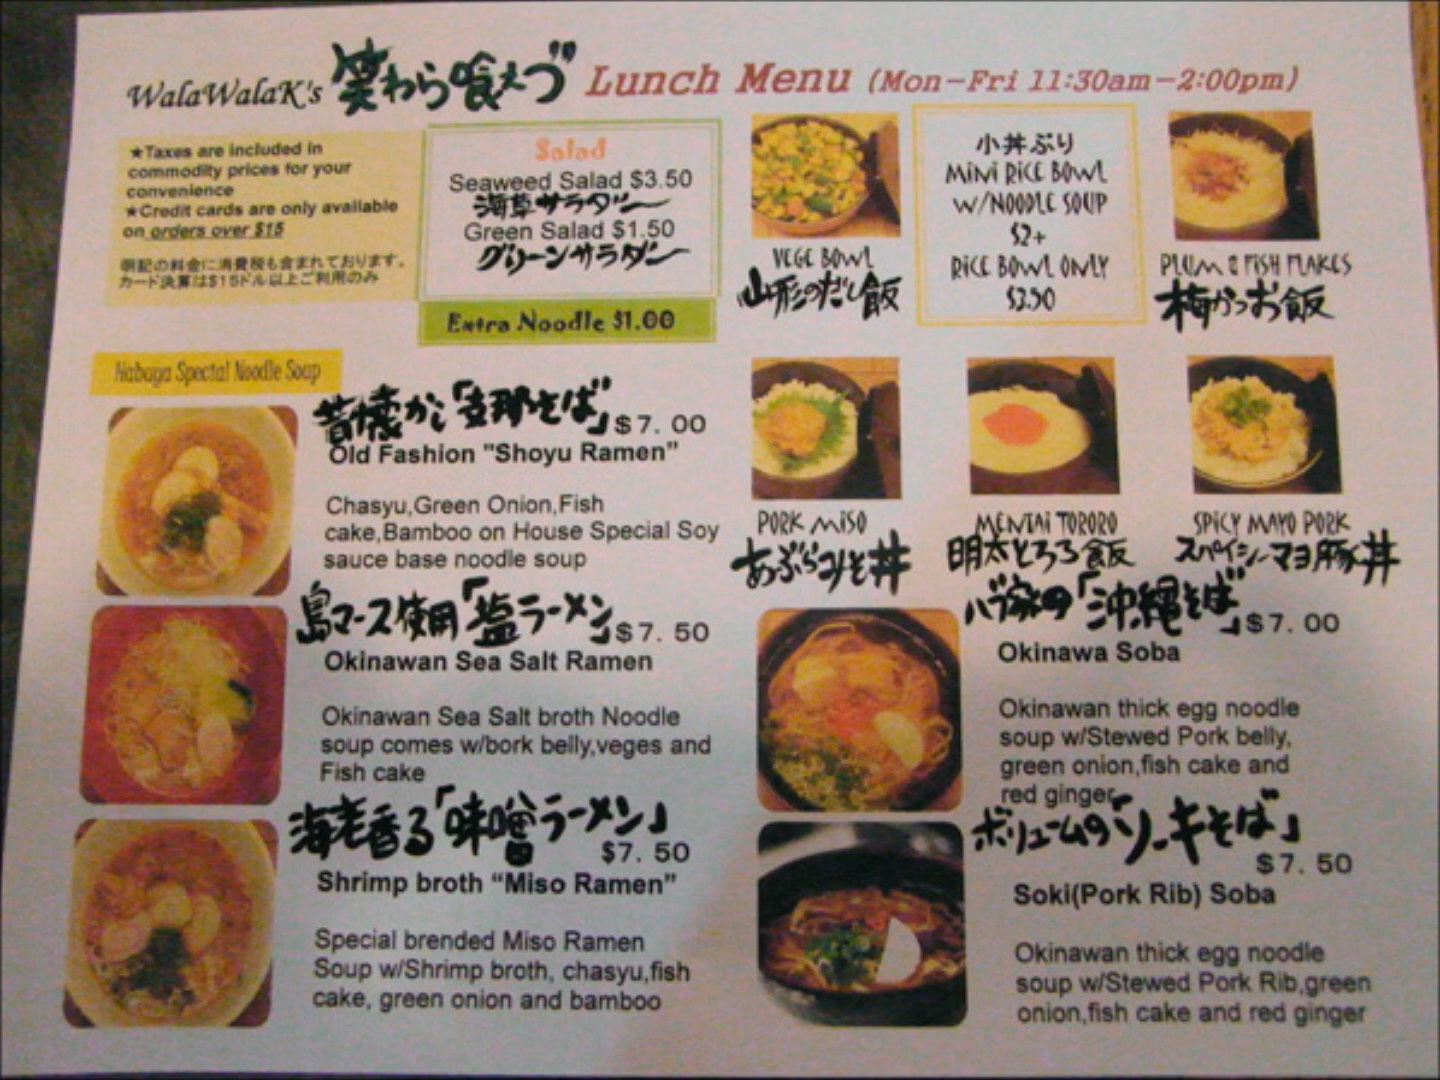 WalaWalaK's 笑わら喰えづ Lunch Menu (Mon-Fri 11:30am-2:00pm)
★Taxes are included in
commodity prices for your
convenience
★Credit cards are only available
on orders over $15
明記の料金に消費税も含まれております。
カード決算は$15ドル以上ご利用のみ
Salad
Seaweed Salad $3.50
海草サラダー
Green Salad $1.50
グリーンサラダー
Extra Noodle $1.00
VEGE BOWL
山形のだし飯
小丼ぶり
MINI RICE BOWL
W/NOODLE SOUP
$2+
RICE BOWL ONLY
$3.50
PLUM & FISH FLAKES
梅かつお飯
PORK MISO
あぶらみそ丼
MENTAI TORORO
明太とろろ飯
SPICY MAYO PORK
スパイシーマヨ豚丼
Habuya Special Noodle Soup
昔懐かし「支那そば」 $7.00
Old Fashion "Shoyu Ramen"
Chasyu,Green Onion,Fish
cake,Bamboo on House Special Soy
sauce base noodle soup
島マース使用「塩ラーメン」 $7.50
Okinawan Sea Salt Ramen
Okinawan Sea Salt broth Noodle
soup comes w/bork belly,veges and
Fish cake
海老香る「味噌ラーメン」
$7.50
Shrimp broth “Miso Ramen”
Special brended Miso Ramen
Soup w/Shrimp broth, chasyu,fish
cake, green onion and bamboo
ハブ家の「沖縄そば」 $7.00
Okinawa Soba
Okinawan thick egg noodle
soup w/Stewed Pork belly,
green onion,fish cake and
red ginger
ボリュームの「ソーキそば」
$7.50
Soki(Pork Rib) Soba
Okinawan thick egg noodle
soup w/Stewed Pork Rib,green
onion,fish cake and red ginger